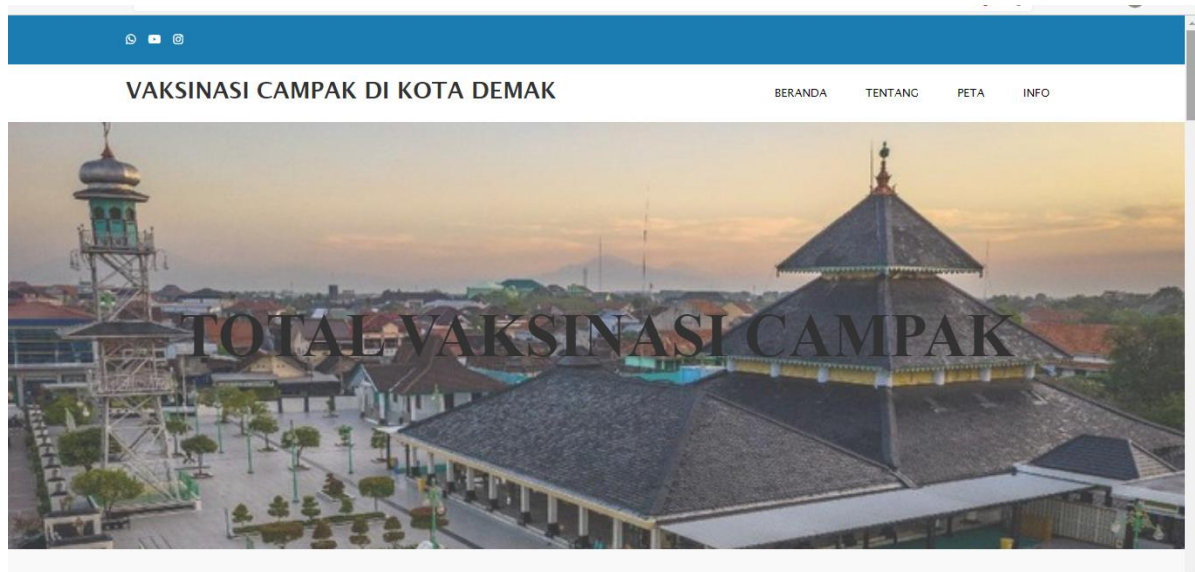 VAKSINASI CAMPAK DI KOTA DEMAK
BERANDA TENTANG PETA INFO
TOTAL VAKSINASI CAMPAK